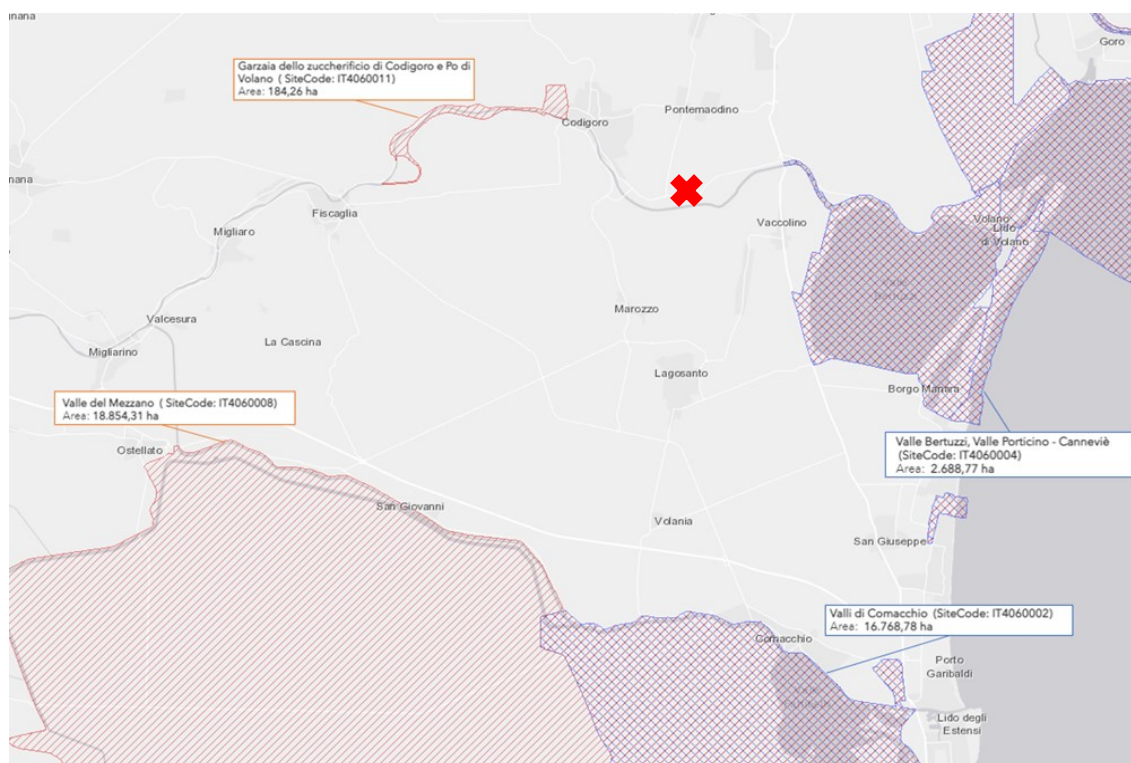 gnana
Goro
Garzaia dello zuccherificio di Codigoro e Po di
Volano ( SiteCode: IT4060011)
Area: 184,26 ha
Pontemaodino
Codigoro
nana
Fiscaglia
Vaccolino
Volano
Lido
di Volano
Migliaro
Marozzo
Valcesura
La Cascina
Migliarino
Lagosanto
Borgo Manara
Valle del Mezzano ( SiteCode: IT4060008)
Area: 18.854,31 ha
Valle Bertuzzi, Valle Porticino - Canneviè
(SiteCode: IT4060004)
Area: 2.688,77 ha
Ostellato
San Giovanni
Volania
San Giuseppe
Valli di Comacchio (SiteCode: IT4060002)
Area: 16.768,78 ha
Comacchio
Porto
Garibaldi
Lido degli
Estensi